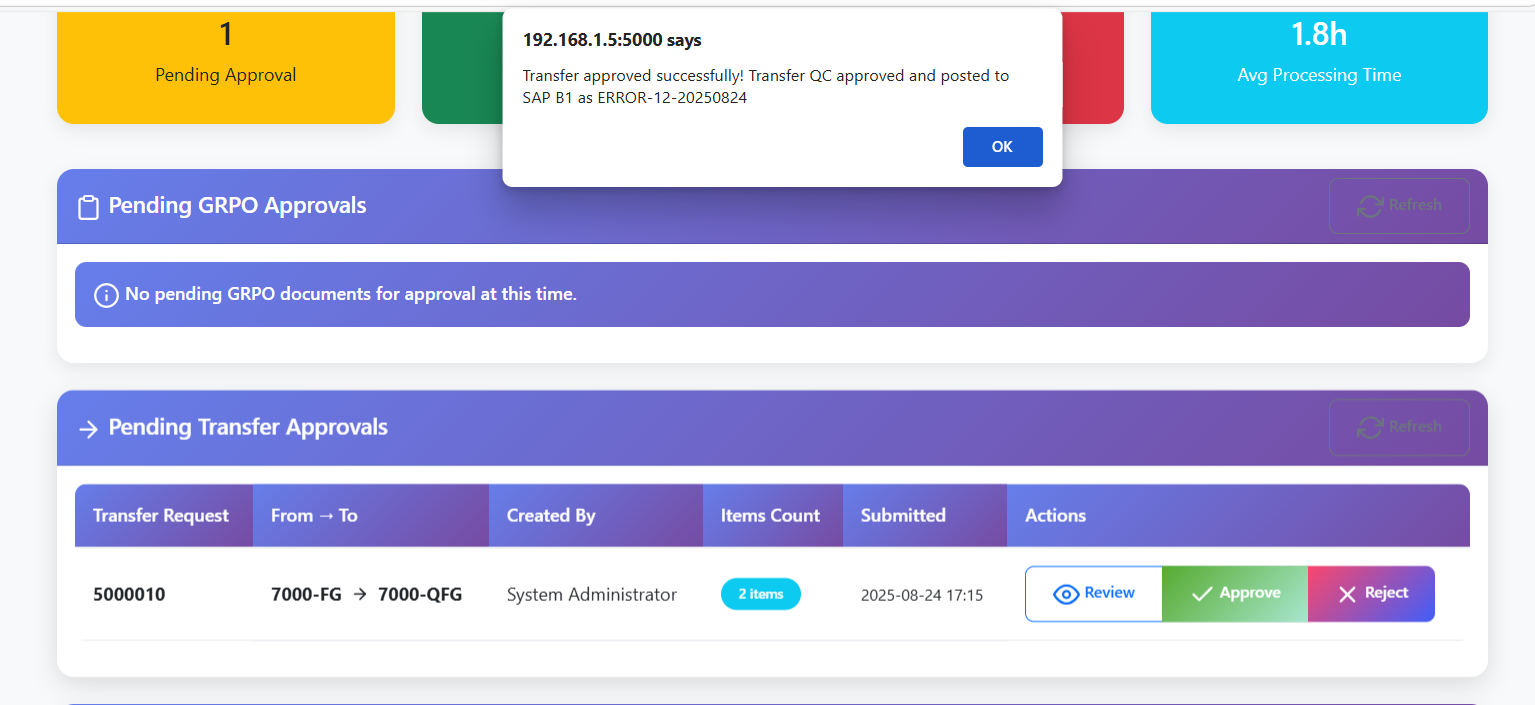 1
Pending Approval
192.168.1.5:5000 says
Transfer approved successfully! Transfer QC approved and posted to
SAP B1 as ERROR-12-20250824
OK
1.8h
Avg Processing Time
Pending GRPO Approvals
Refresh
No pending GRPO documents for approval at this time.
Pending Transfer Approvals
Refresh
Transfer Request From → To Created By Items Count Submitted Actions
5000010 7000-FG → 7000-QFG System Administrator 2 items 2025-08-24 17:15 Review Approve Reject